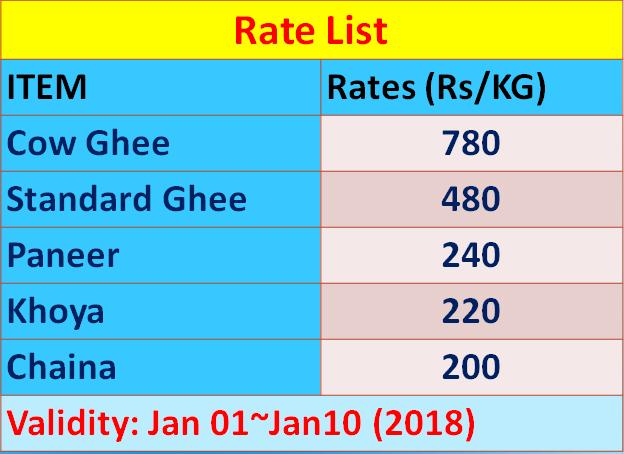 Rate List
ITEM Rates (Rs/KG)
Cow Ghee 780
Standard Ghee 480
Paneer 240
Khoya 220
Chaina 200
Validity: Jan 01~Jan10 (2018)